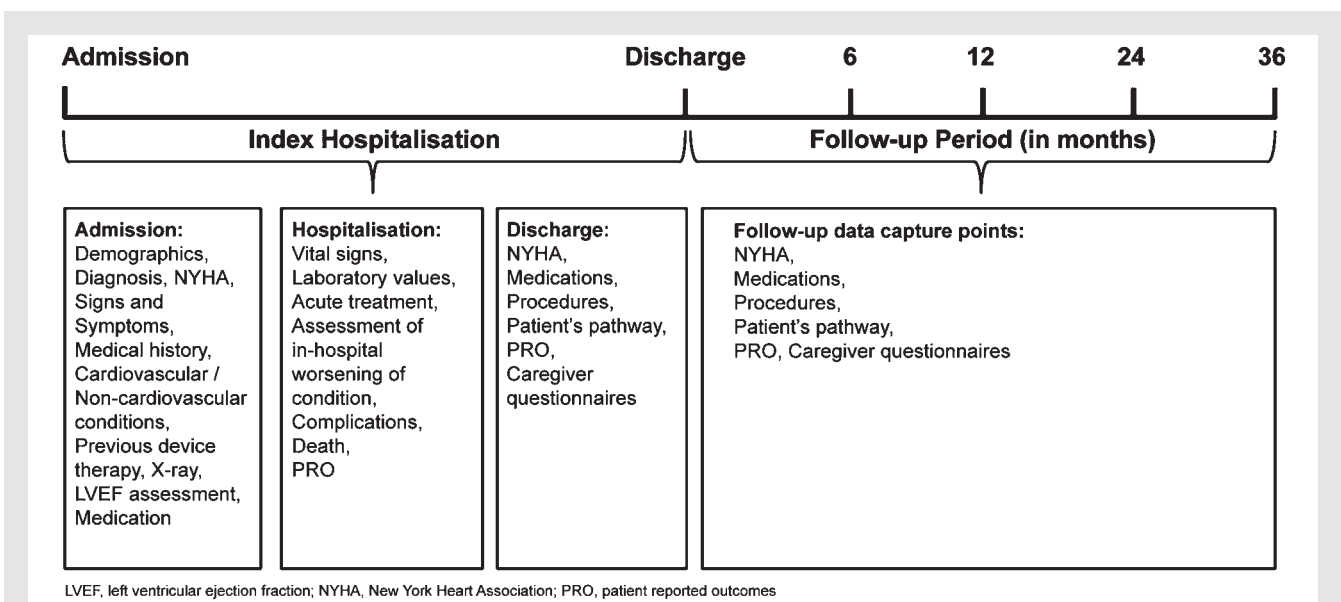 Admission Discharge 6 12 24 36
Index Hospitalisation Follow-up Period (in months)
Admission:
Demographics,
Diagnosis, NYHA,
Signs and
Symptoms,
Medical history,
Cardiovascular /
Non-cardiovascular
conditions,
Previous device
therapy, X-ray,
LVEF assessment,
Medication
Hospitalisation:
Vital signs,
Laboratory values,
Acute treatment,
Assessment of
in-hospital
worsening of
condition,
Complications,
Death,
PRO
Discharge:
NYHA,
Medications,
Procedures,
Patient's pathway,
PRO,
Caregiver
questionnaires
Follow-up data capture points:
NYHA,
Medications,
Procedures,
Patient's pathway,
PRO, Caregiver questionnaires
LVEF, left ventricular ejection fraction; NYHA, New York Heart Association; PRO, patient reported outcomes